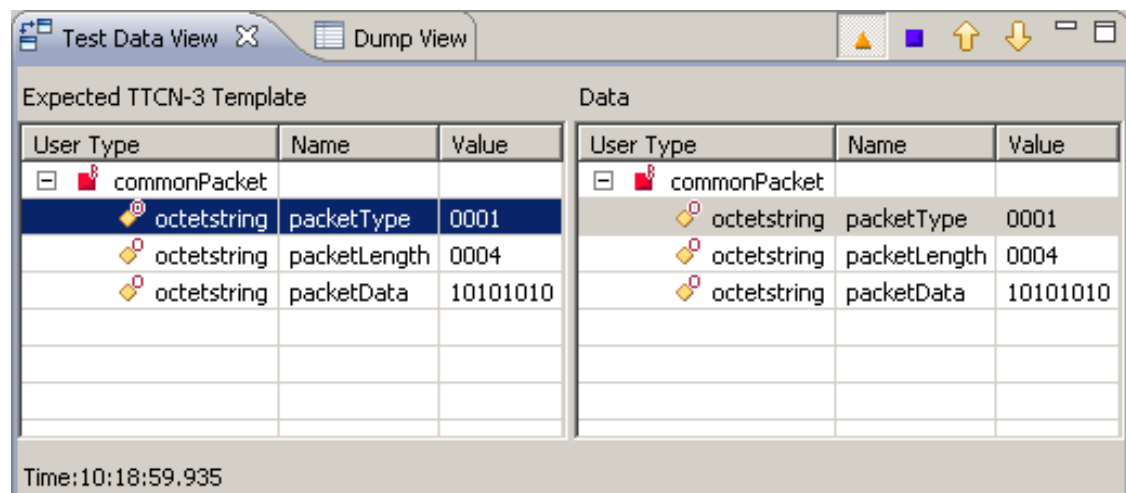 Test Data View Dump View
Expected TTCN-3 Template Data
User Type Name Value User Type Name Value
commonPacket commonPacket
octetstring packetType 0001 octetstring packetType 0001
octetstring packetLength 0004 octetstring packetLength 0004
octetstring packetData 10101010 octetstring packetData 10101010
Time:10:18:59.935